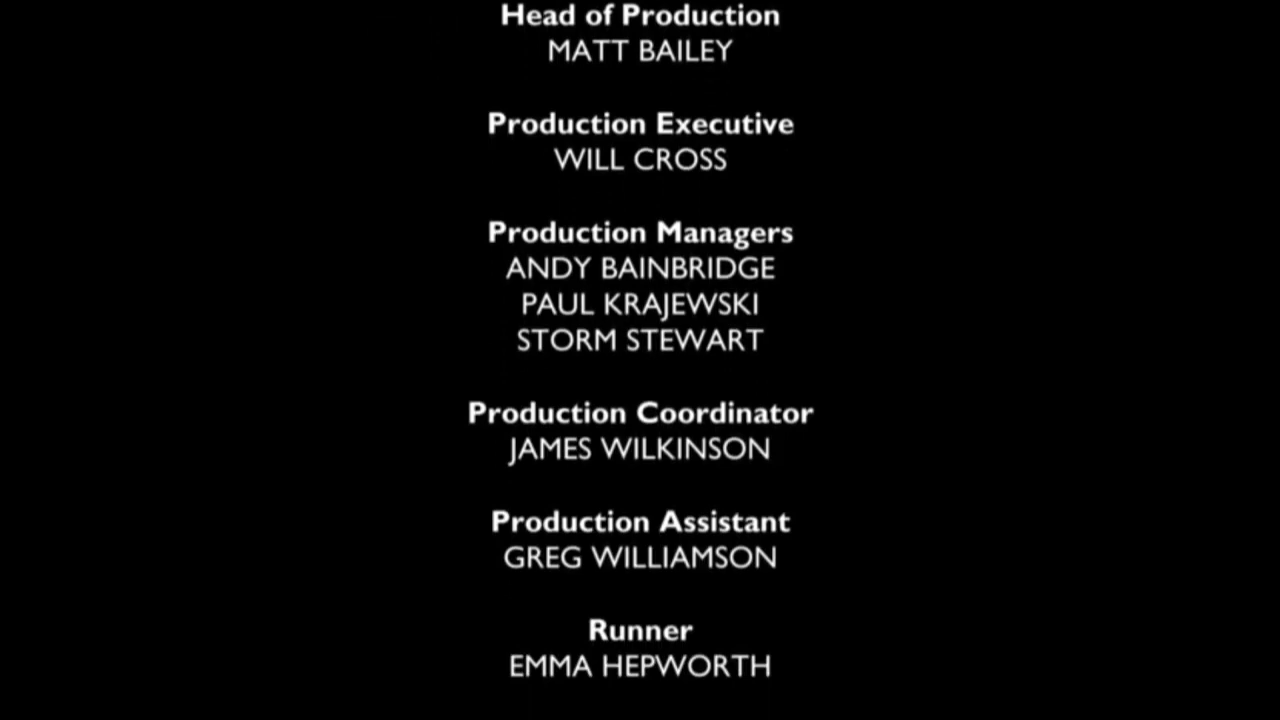 Head of Production
MATT BAILEY
Production Executive
WILL CROSS
Production Managers
ANDY BAINBRIDGE
PAUL KRAJEWSKI
STORM STEWART
Production Coordinator
JAMES WILKINSON
Production Assistant
GREG WILLIAMSON
Runner
EMMA HEPWORTH